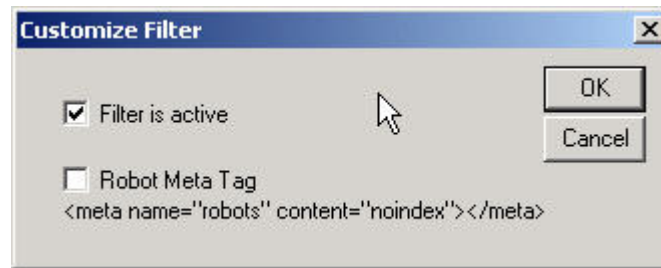 Customize Filter
OK
Filter is active
Cancel
Robot Meta Tag
<meta name="robots" content="noindex"></meta>